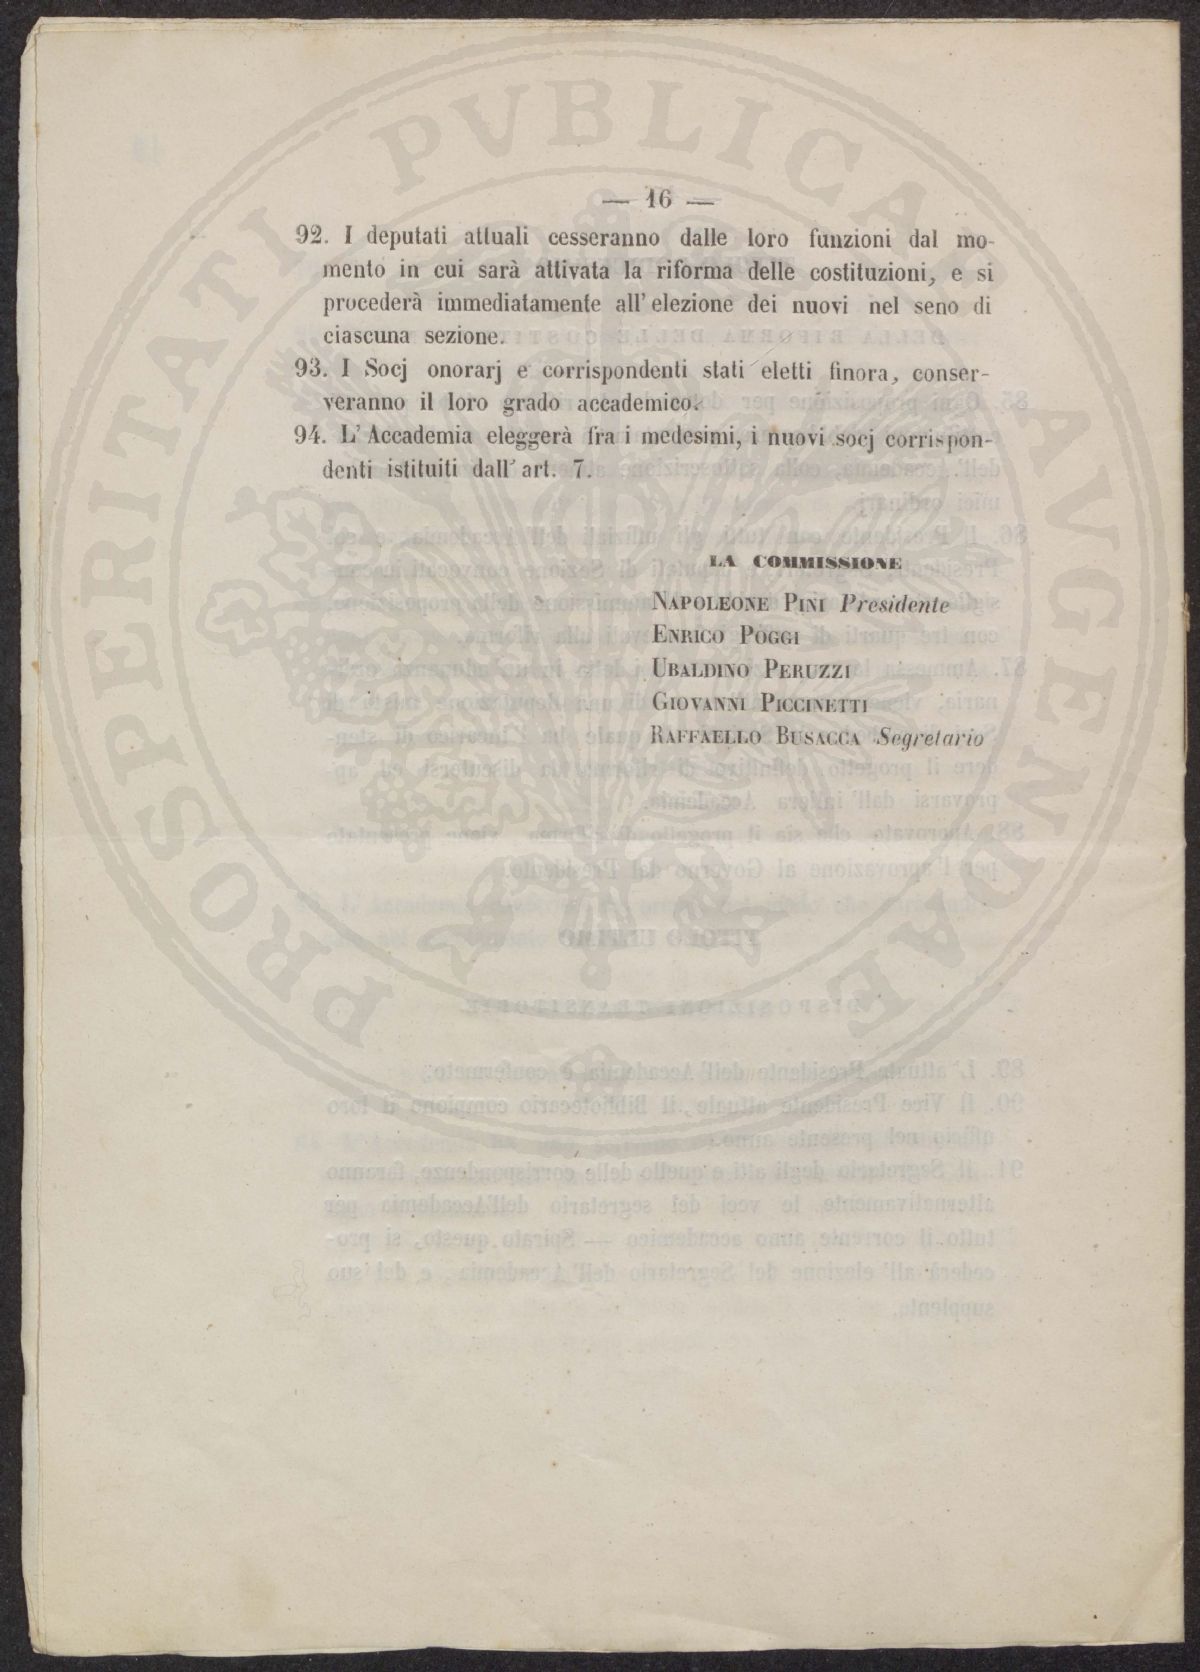 — 16 —
92. I deputati attuali cesseranno dalle loro funzioni dal mo-
mento in cui sarà attivata la riforma delle costituzioni, e si
procederà immediatamente all' elezione dei nuovi nel seno di
ciascuna sezione.
93. I Socj onorarj e corrispondenti stati eletti finora, conser-
veranno il loro grado accademico.
94. L' Accademia eleggerà fra i medesimi, i nuovi socj corrispon-
denti istituiti dall' art. 7.
LA COMMISSIONE
NAPOLEONE PINI Presidente
ENRICO POGGI
UBALDINO PERUZZI
GIOVANNI PICCINETTI
RAFFAELLO BUSACCA Segretario
PROSPERITATI PVBLICAE AVGENDAE